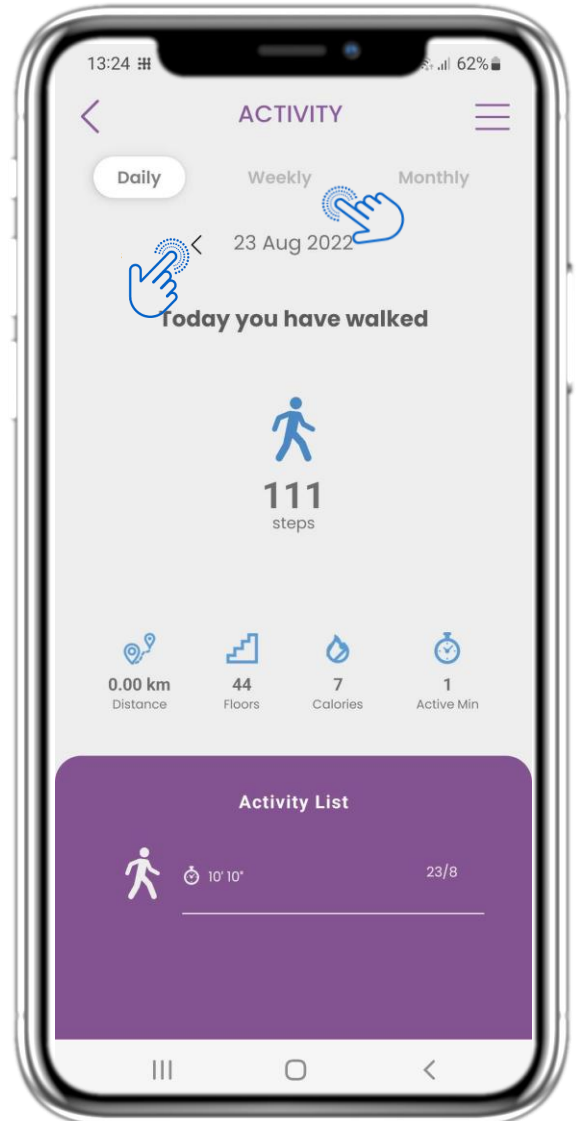 13:24 62%
ACTIVITY
Daily Weekly Monthly
23 Aug 2022
Today you have walked
111
steps
0.00 km 44 7 1
Distance Floors Calories Active Min
Activity List
10' 10" 23/8